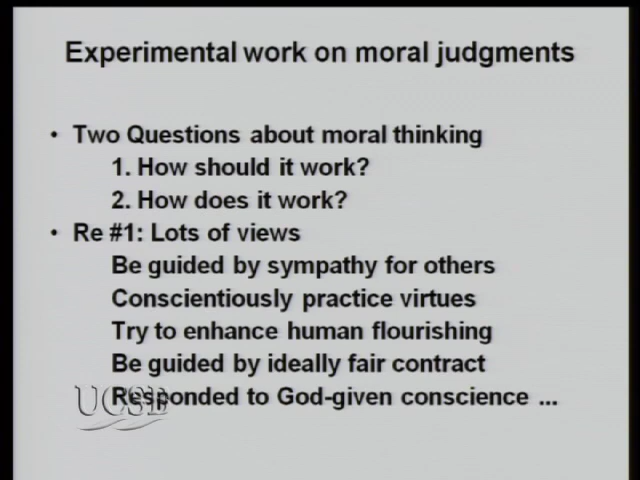 Experimental work on moral judgments
• Two Questions about moral thinking
1. How should it work?
2. How does it work?
• Re #1: Lots of views
Be guided by sympathy for others
Conscientiously practice virtues
Try to enhance human flourishing
Be guided by ideally fair contract
Responded to God-given conscience ...
UCSB